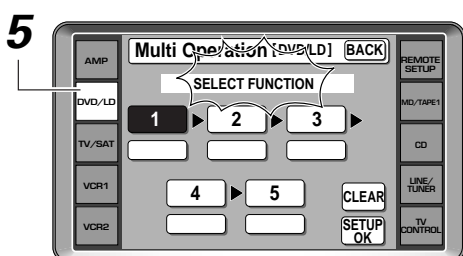 5
Multi Operation [DVD/LD] BACK
SELECT FUNCTION
AMP
DVD/LD
TV/SAT
VCR1
VCR2
1 2 3
4 5
CLEAR
SETUP
OK
REMOTE
SETUP
MD/TAPE1
CD
LINE/
TUNER
TV
CONTROL